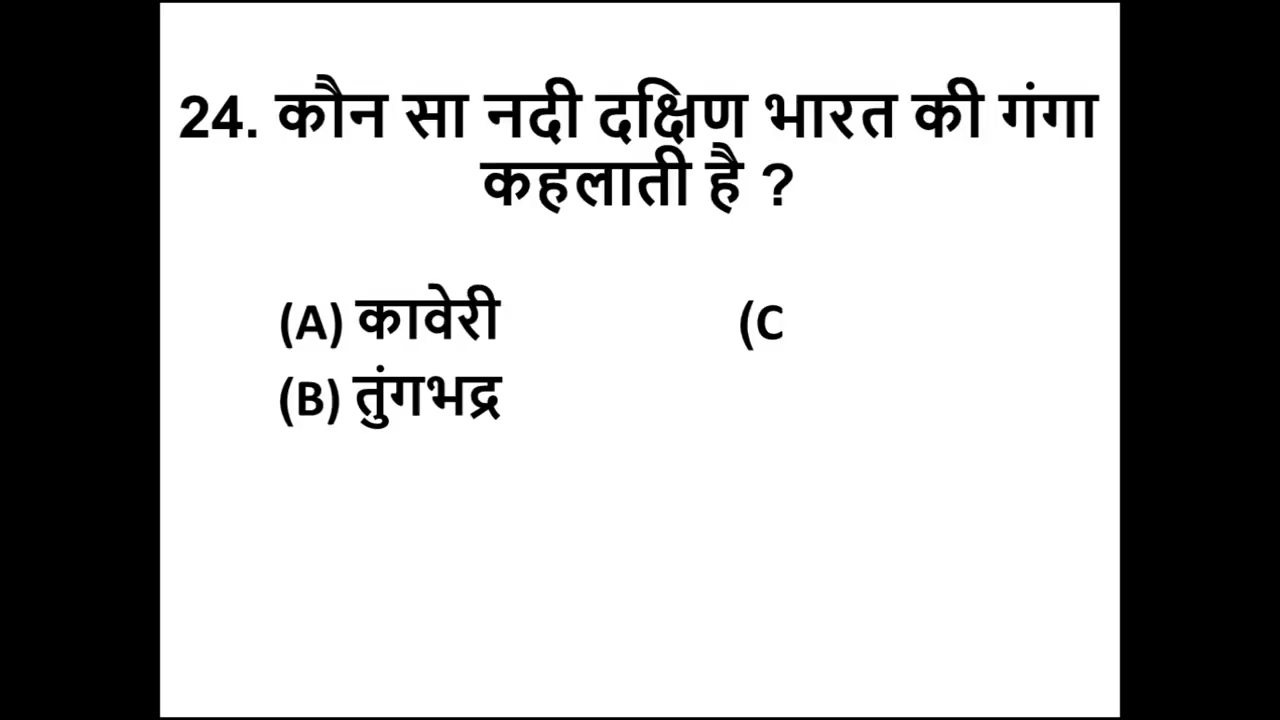 24. कौन सा नदी दक्षिण भारत की गंगा
कहलाती है ?
(A) कावेरी (C
(B) तुंगभद्र